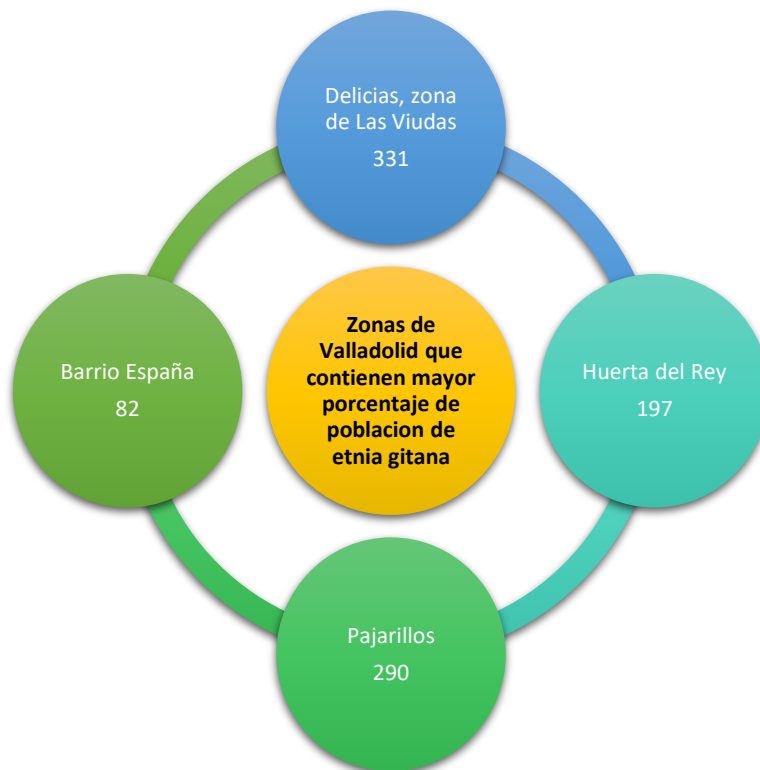 Delicias, zona
de Las Viudas
331
Barrio España
82
Zonas de
Valladolid que
contienen mayor
porcentaje de
poblacion de
etnia gitana
Huerta del Rey
197
Pajarillos
290